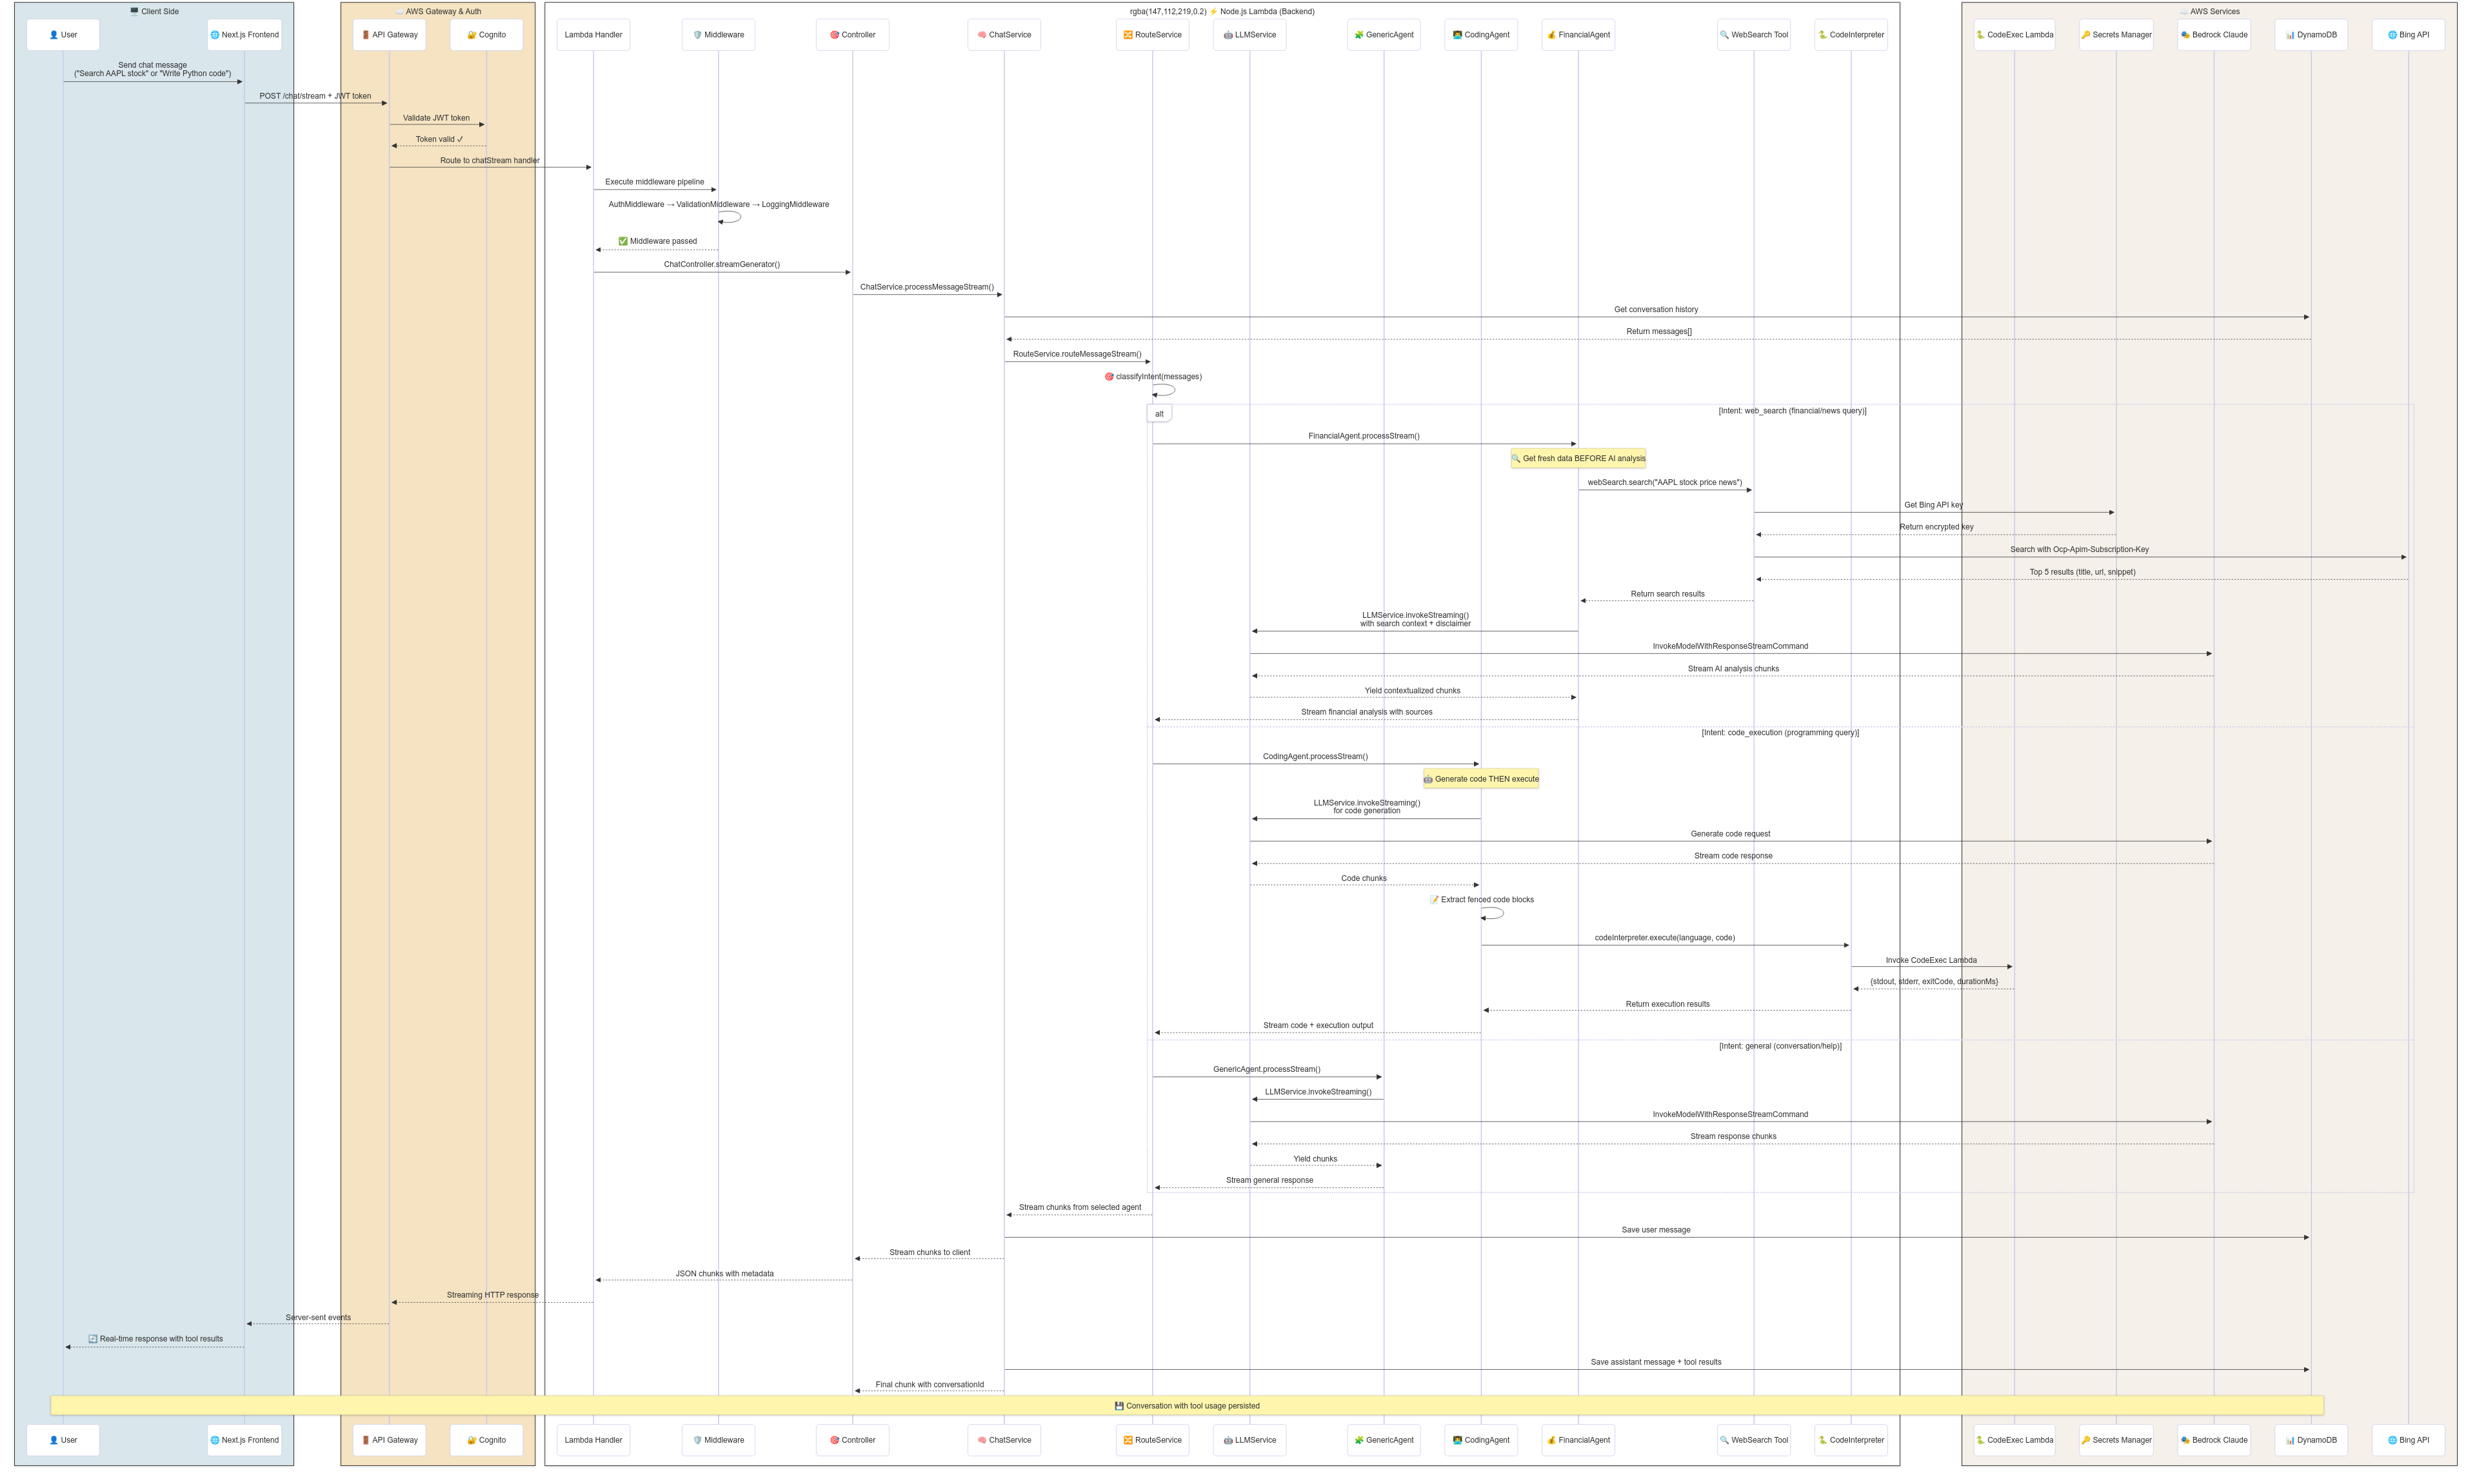 🖥️ Client Side
☁️ AWS Gateway & Auth
rgba(147,112,219,0.2) ⚡ Node.js Lambda (Backend)
☁️ AWS Services
👤 User
🌐 Next.js Frontend
🚪 API Gateway
🔐 Cognito
Lambda Handler
🛡️ Middleware
🎯 Controller
🧠 ChatService
🔀 RouteService
🤖 LLMService
🧩 GenericAgent
👨‍💻 CodingAgent
💰 FinancialAgent
🔍 WebSearch Tool
🐍 CodeInterpreter
🐍 CodeExec Lambda
🔑 Secrets Manager
🎭 Bedrock Claude
📊 DynamoDB
🌐 Bing API
Send chat message
("Search AAPL stock" or "Write Python code")
POST /chat/stream + JWT token
Validate JWT token
Token valid ✓
Route to chatStream handler
Execute middleware pipeline
AuthMiddleware → ValidationMiddleware → LoggingMiddleware
✅ Middleware passed
ChatController.streamGenerator()
ChatService.processMessageStream()
Get conversation history
Return messages[]
RouteService.routeMessageStream()
🎯 classifyIntent(messages)
alt
[Intent: web_search (financial/news query)]
FinancialAgent.processStream()
🔍 Get fresh data BEFORE AI analysis
webSearch.search("AAPL stock price news")
Get Bing API key
Return encrypted key
Search with Ocp-Apim-Subscription-Key
Top 5 results (title, url, snippet)
Return search results
LLMService.invokeStreaming()
with search context + disclaimer
InvokeModelWithResponseStreamCommand
Stream AI analysis chunks
Yield contextualized chunks
Stream financial analysis with sources
[Intent: code_execution (programming query)]
CodingAgent.processStream()
🤖 Generate code THEN execute
LLMService.invokeStreaming()
for code generation
Generate code request
Stream code response
Code chunks
📝 Extract fenced code blocks
codeInterpreter.execute(language, code)
Invoke CodeExec Lambda
{stdout, stderr, exitCode, durationMs}
Return execution results
Stream code + execution output
[Intent: general (conversation/help)]
GenericAgent.processStream()
LLMService.invokeStreaming()
InvokeModelWithResponseStreamCommand
Stream response chunks
Yield chunks
Stream general response
Stream chunks from selected agent
Save user message
Stream chunks to client
JSON chunks with metadata
Streaming HTTP response
Server-sent events
🔄 Real-time response with tool results
Save assistant message + tool results
Final chunk with conversationId
💾 Conversation with tool usage persisted
👤 User
🌐 Next.js Frontend
🚪 API Gateway
🔐 Cognito
Lambda Handler
🛡️ Middleware
🎯 Controller
🧠 ChatService
🔀 RouteService
🤖 LLMService
🧩 GenericAgent
👨‍💻 CodingAgent
💰 FinancialAgent
🔍 WebSearch Tool
🐍 CodeInterpreter
🐍 CodeExec Lambda
🔑 Secrets Manager
🎭 Bedrock Claude
📊 DynamoDB
🌐 Bing API